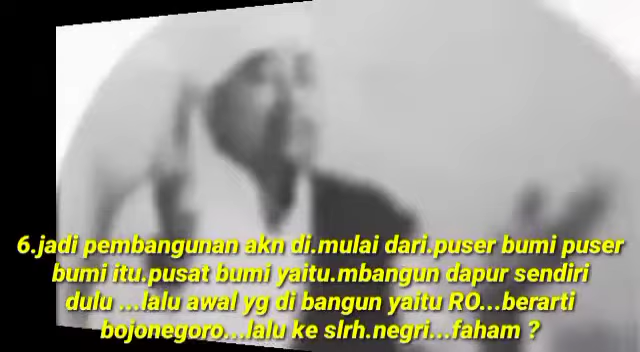 6.jadi pembangunan akn di.mulai dari.puser bumi puser
bumi itu.pusat bumi yaitu.mbangun dapur sendiri
dulu ...lalu awal yg di bangun yaitu RO...berarti
bojonegoro...lalu ke slrh.negri...faham ?